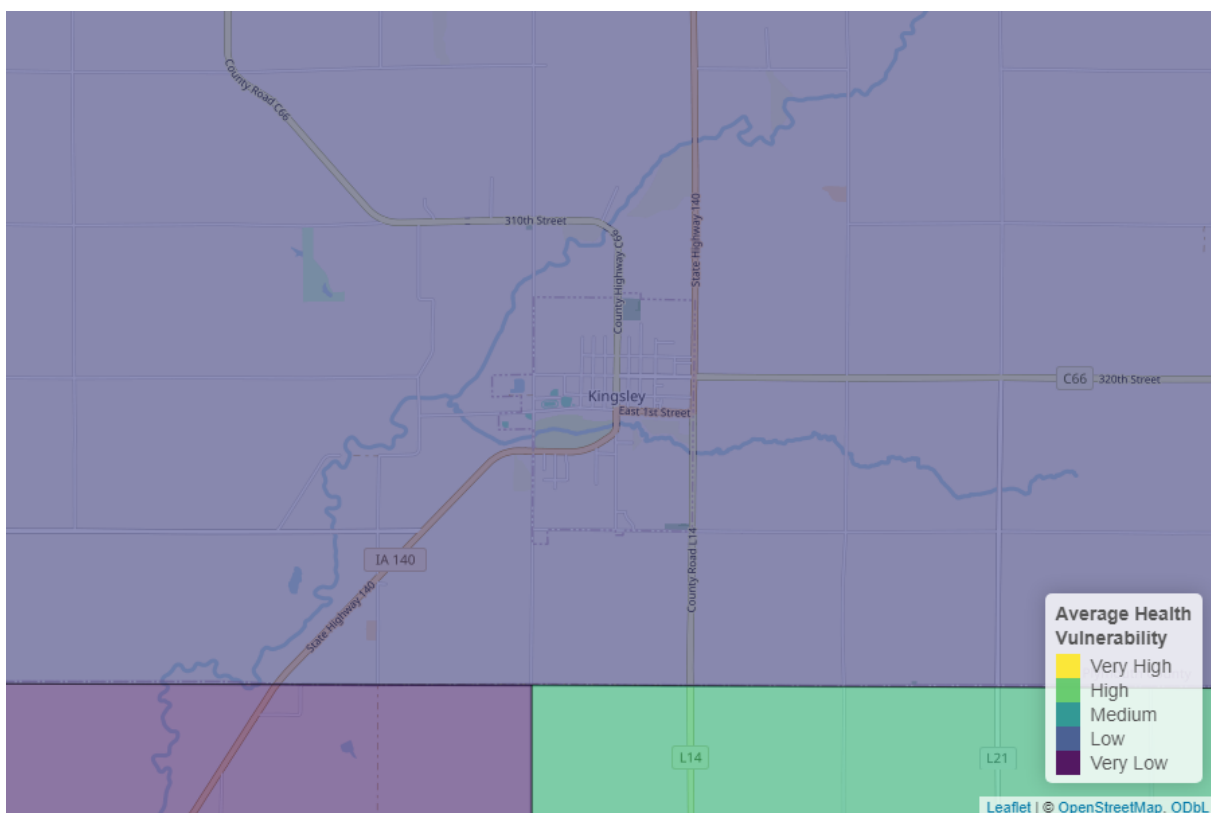 County Road C66
310th Street
County Highway C66
State Highway 140
C66
320th Street
Kingsley
East 1st Street
IA 140
State Highway 140
County Road L14
Average Health
Vulnerability
Very High
High
Medium
Low
Very Low
L14
L21
Leaflet | © OpenStreetMap, ODbL